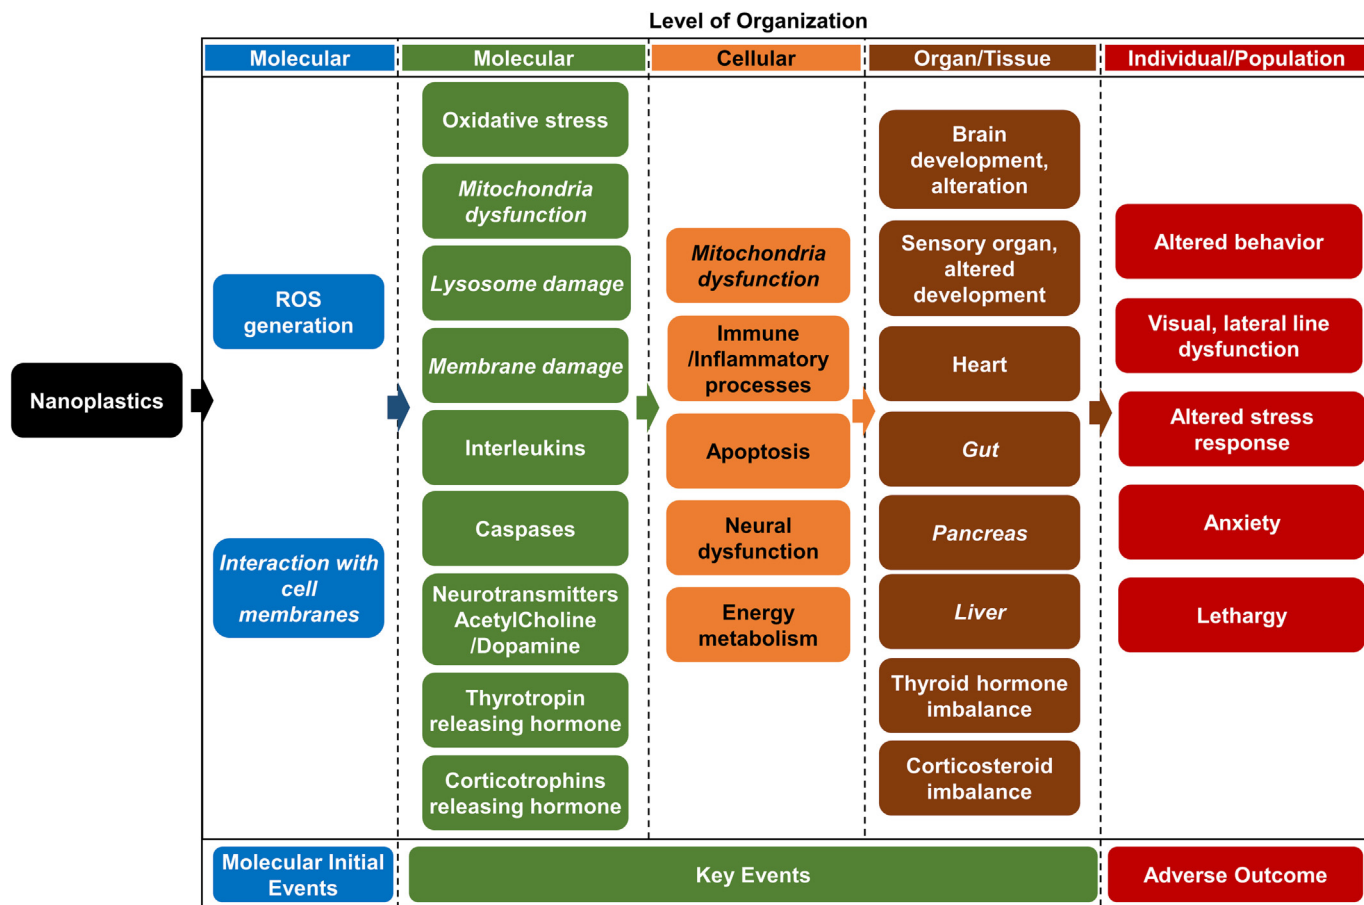 Level of Organization
Molecular
Molecular
Cellular
Organ/Tissue
Individual/Population
Nanoplastics
ROS
generation
Interaction with
cell
membranes
Oxidative stress
Mitochondria
dysfunction
Lysosome damage
Membrane damage
Interleukins
Caspases
Neurotransmitters
AcetylCholine
/Dopamine
Thyrotropin
releasing hormone
Corticotrophins
releasing hormone
Mitochondria
dysfunction
Immune
/Inflammatory
processes
Apoptosis
Neural
dysfunction
Energy
metabolism
Brain
development,
alteration
Sensory organ,
altered
development
Heart
Gut
Pancreas
Liver
Thyroid hormone
imbalance
Corticosteroid
imbalance
Altered behavior
Visual, lateral line
dysfunction
Altered stress
response
Anxiety
Lethargy
Molecular Initial
Events
Key Events
Adverse Outcome